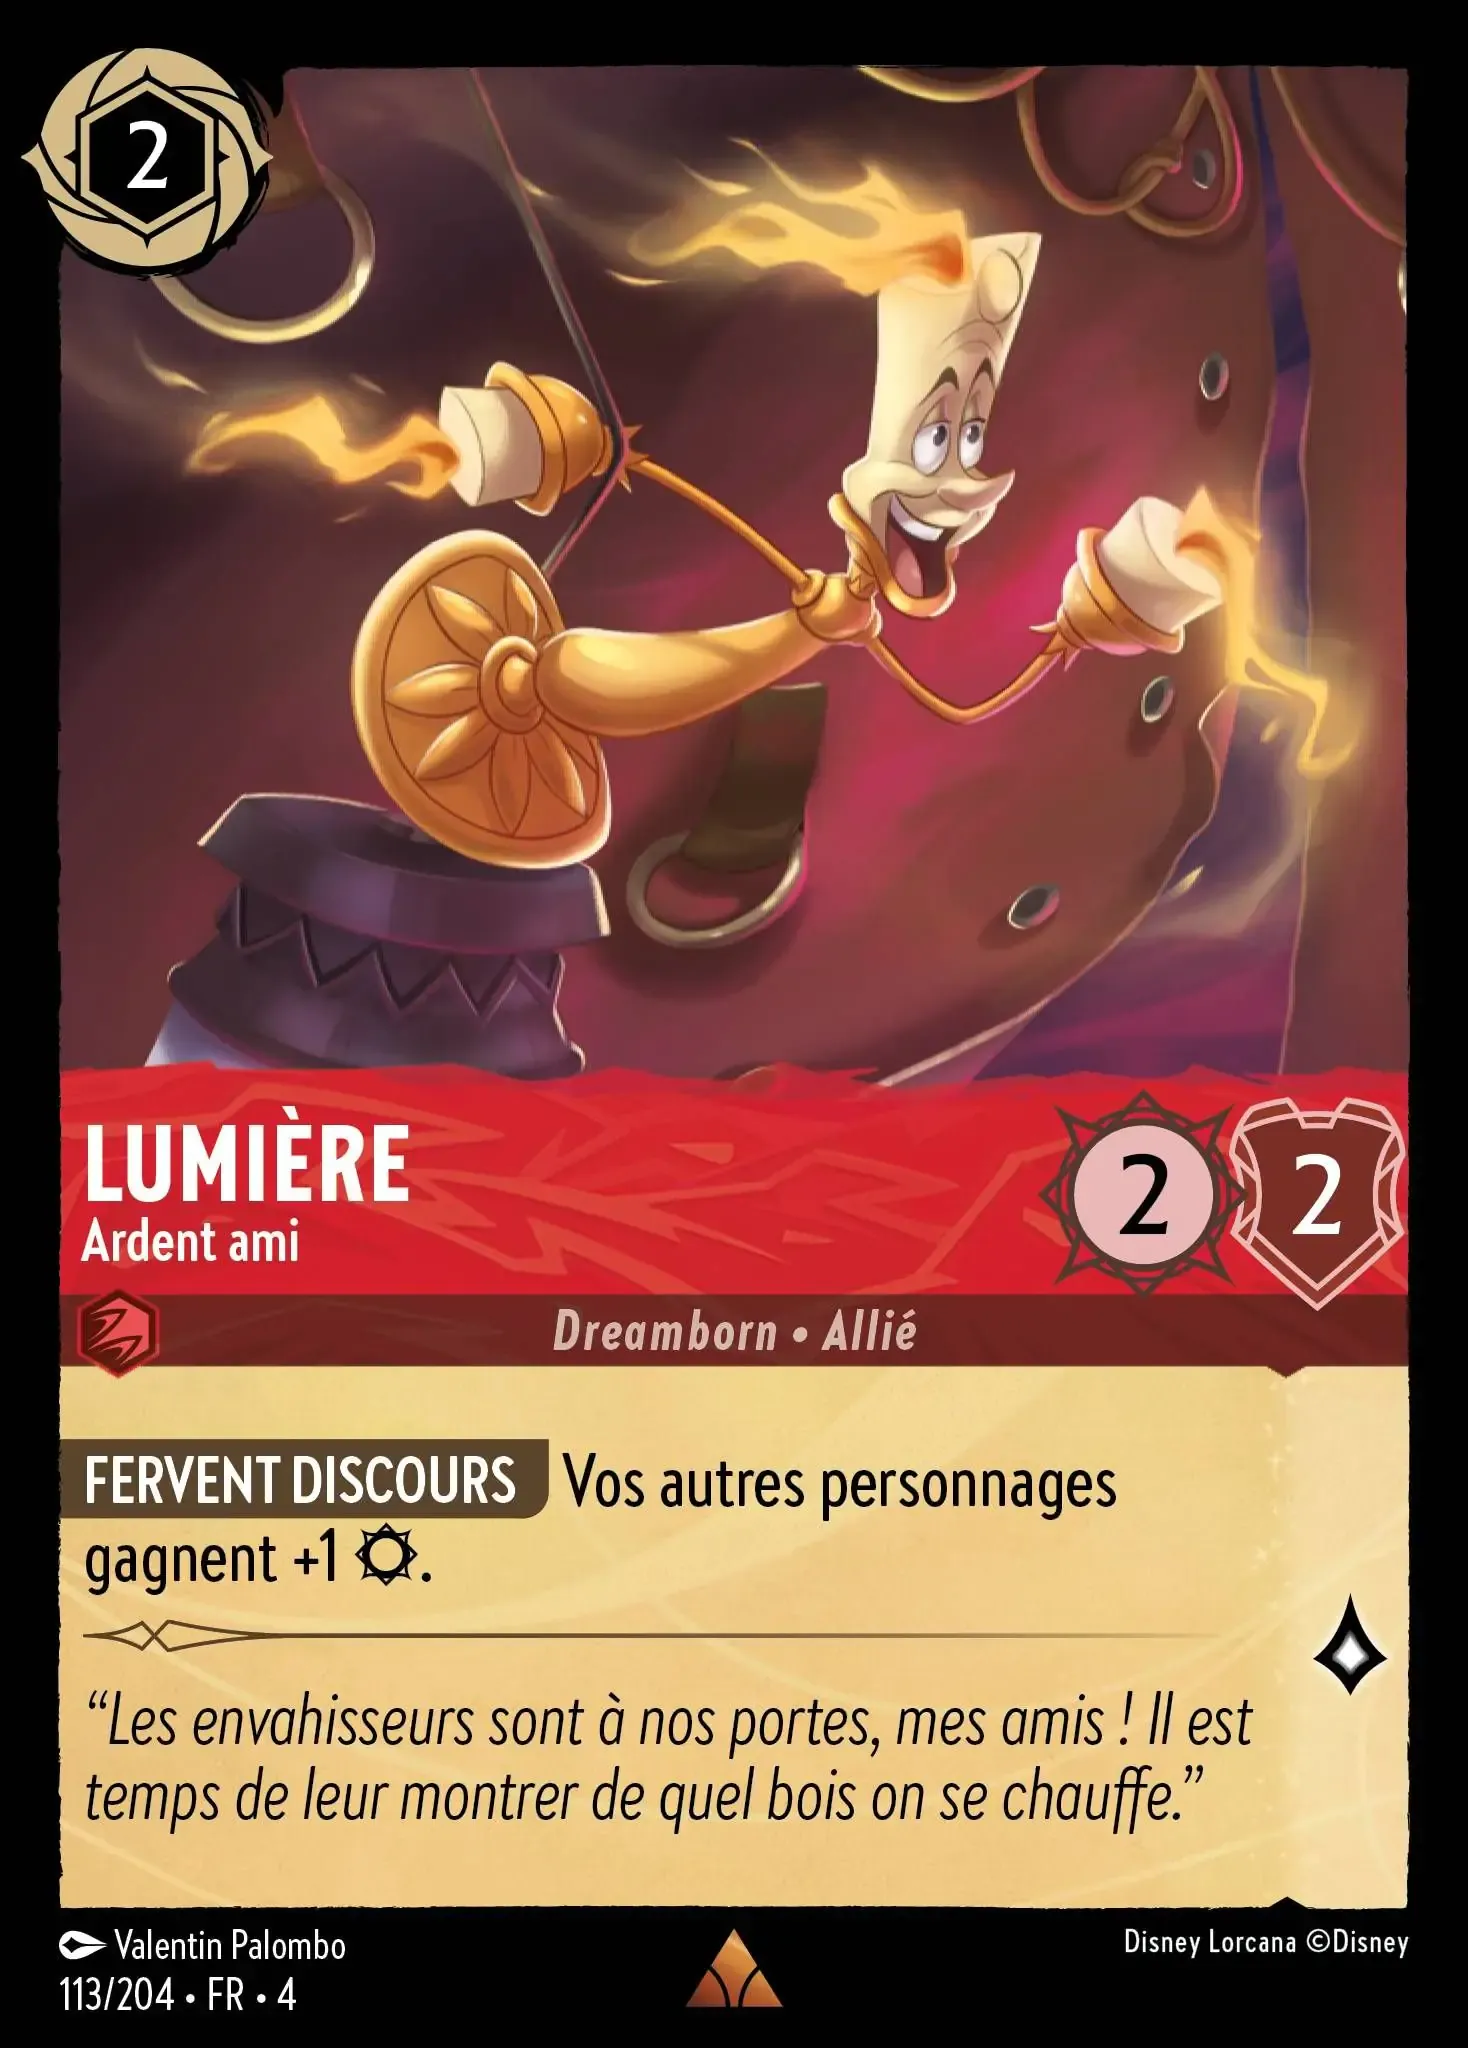 2
LUMIÈRE
Ardent ami
2 2
Dreamborn • Allié
FERVENT DISCOURS Vos autres personnages
gagnent +1 .
“Les envahisseurs sont à nos portes, mes amis ! Il est
temps de leur montrer de quel bois on se chauffe.”
Valentin Palombo
Disney Lorcana ©Disney
113/204 • FR • 4